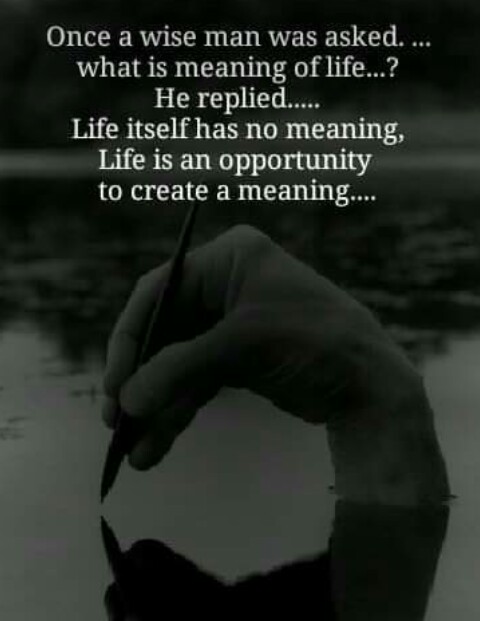 Once a wise man was asked. ...
what is meaning of life...?
He replied.....
Life itself has no meaning,
Life is an opportunity
to create a meaning....